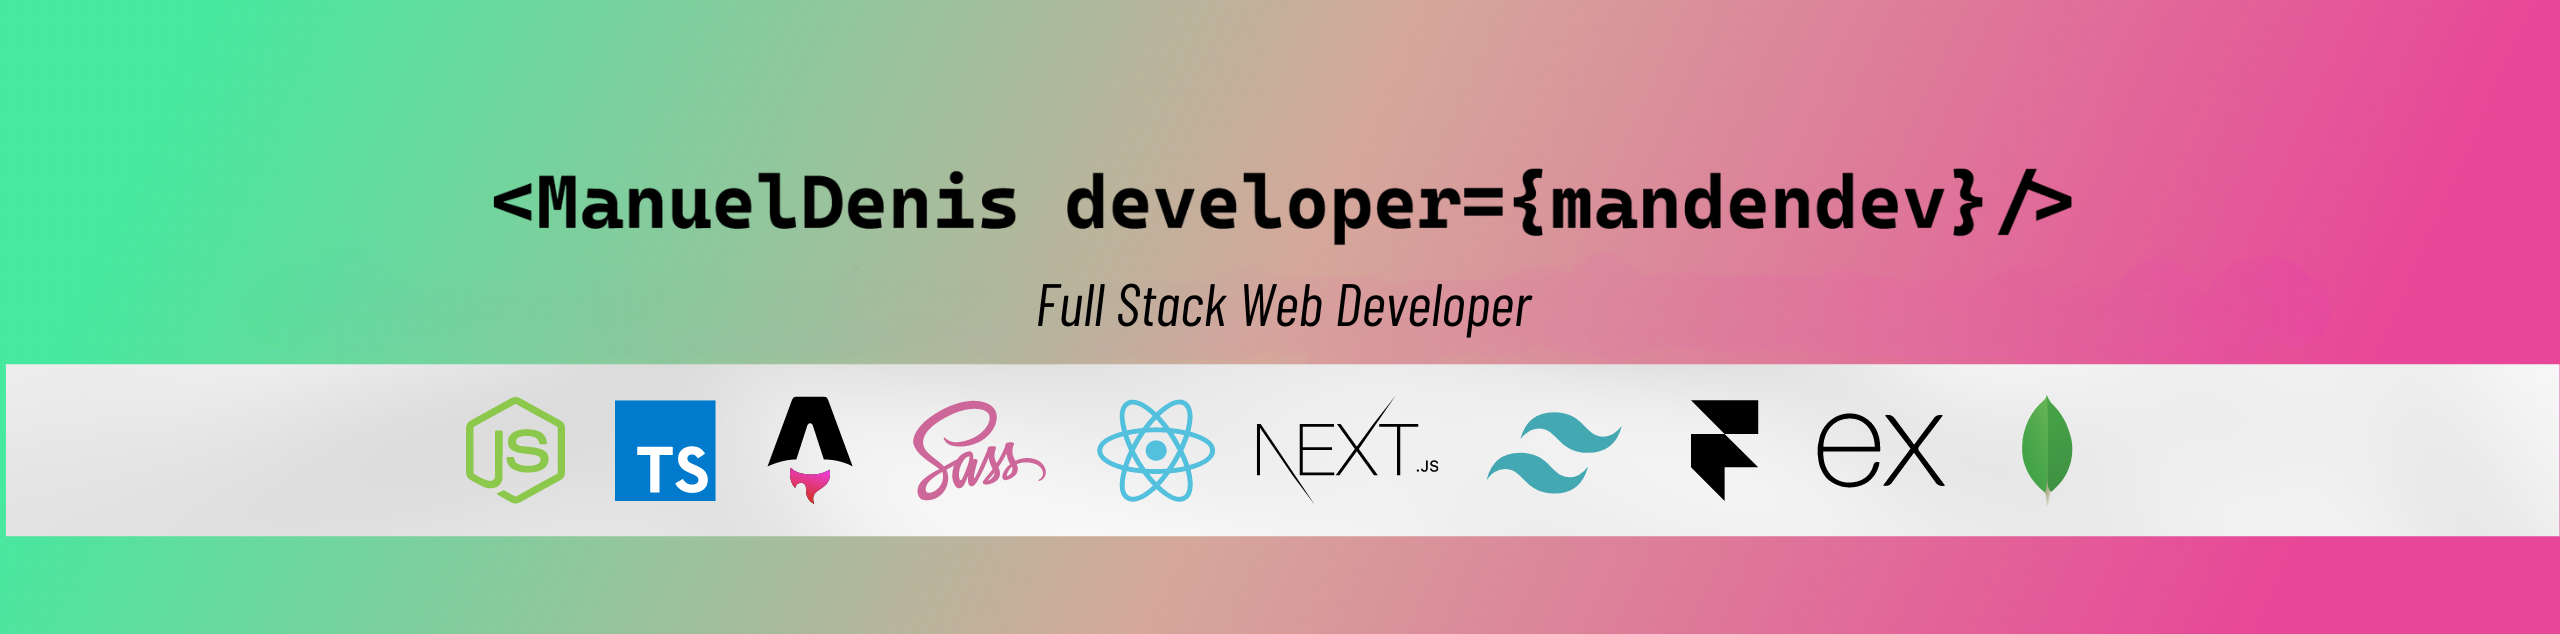 <ManuelDenis developer={mandendev}/>
Full Stack Web Developer
JS TS Sass NEXT.JS ex